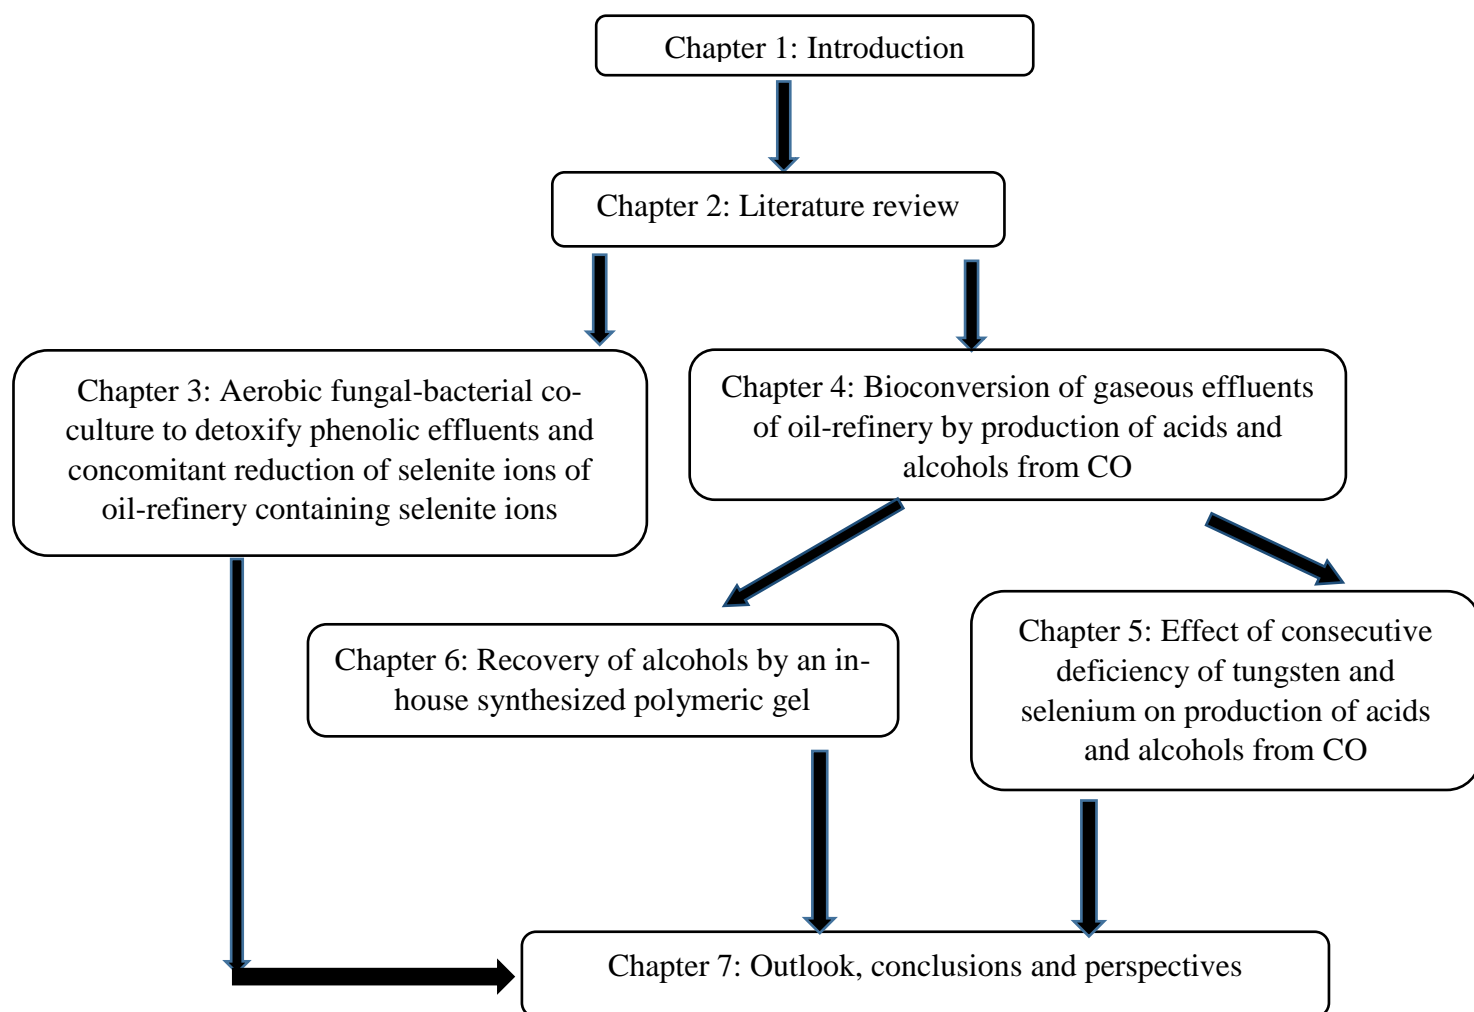 Chapter 1: Introduction
Chapter 2: Literature review
Chapter 3: Aerobic fungal-bacterial co-
culture to detoxify phenolic effluents and
concomitant reduction of selenite ions of
oil-refinery containing selenite ions
Chapter 4: Bioconversion of gaseous effluents
of oil-refinery by production of acids and
alcohols from CO
Chapter 6: Recovery of alcohols by an in-
house synthesized polymeric gel
Chapter 5: Effect of consecutive
deficiency of tungsten and
selenium on production of acids
and alcohols from CO
Chapter 7: Outlook, conclusions and perspectives